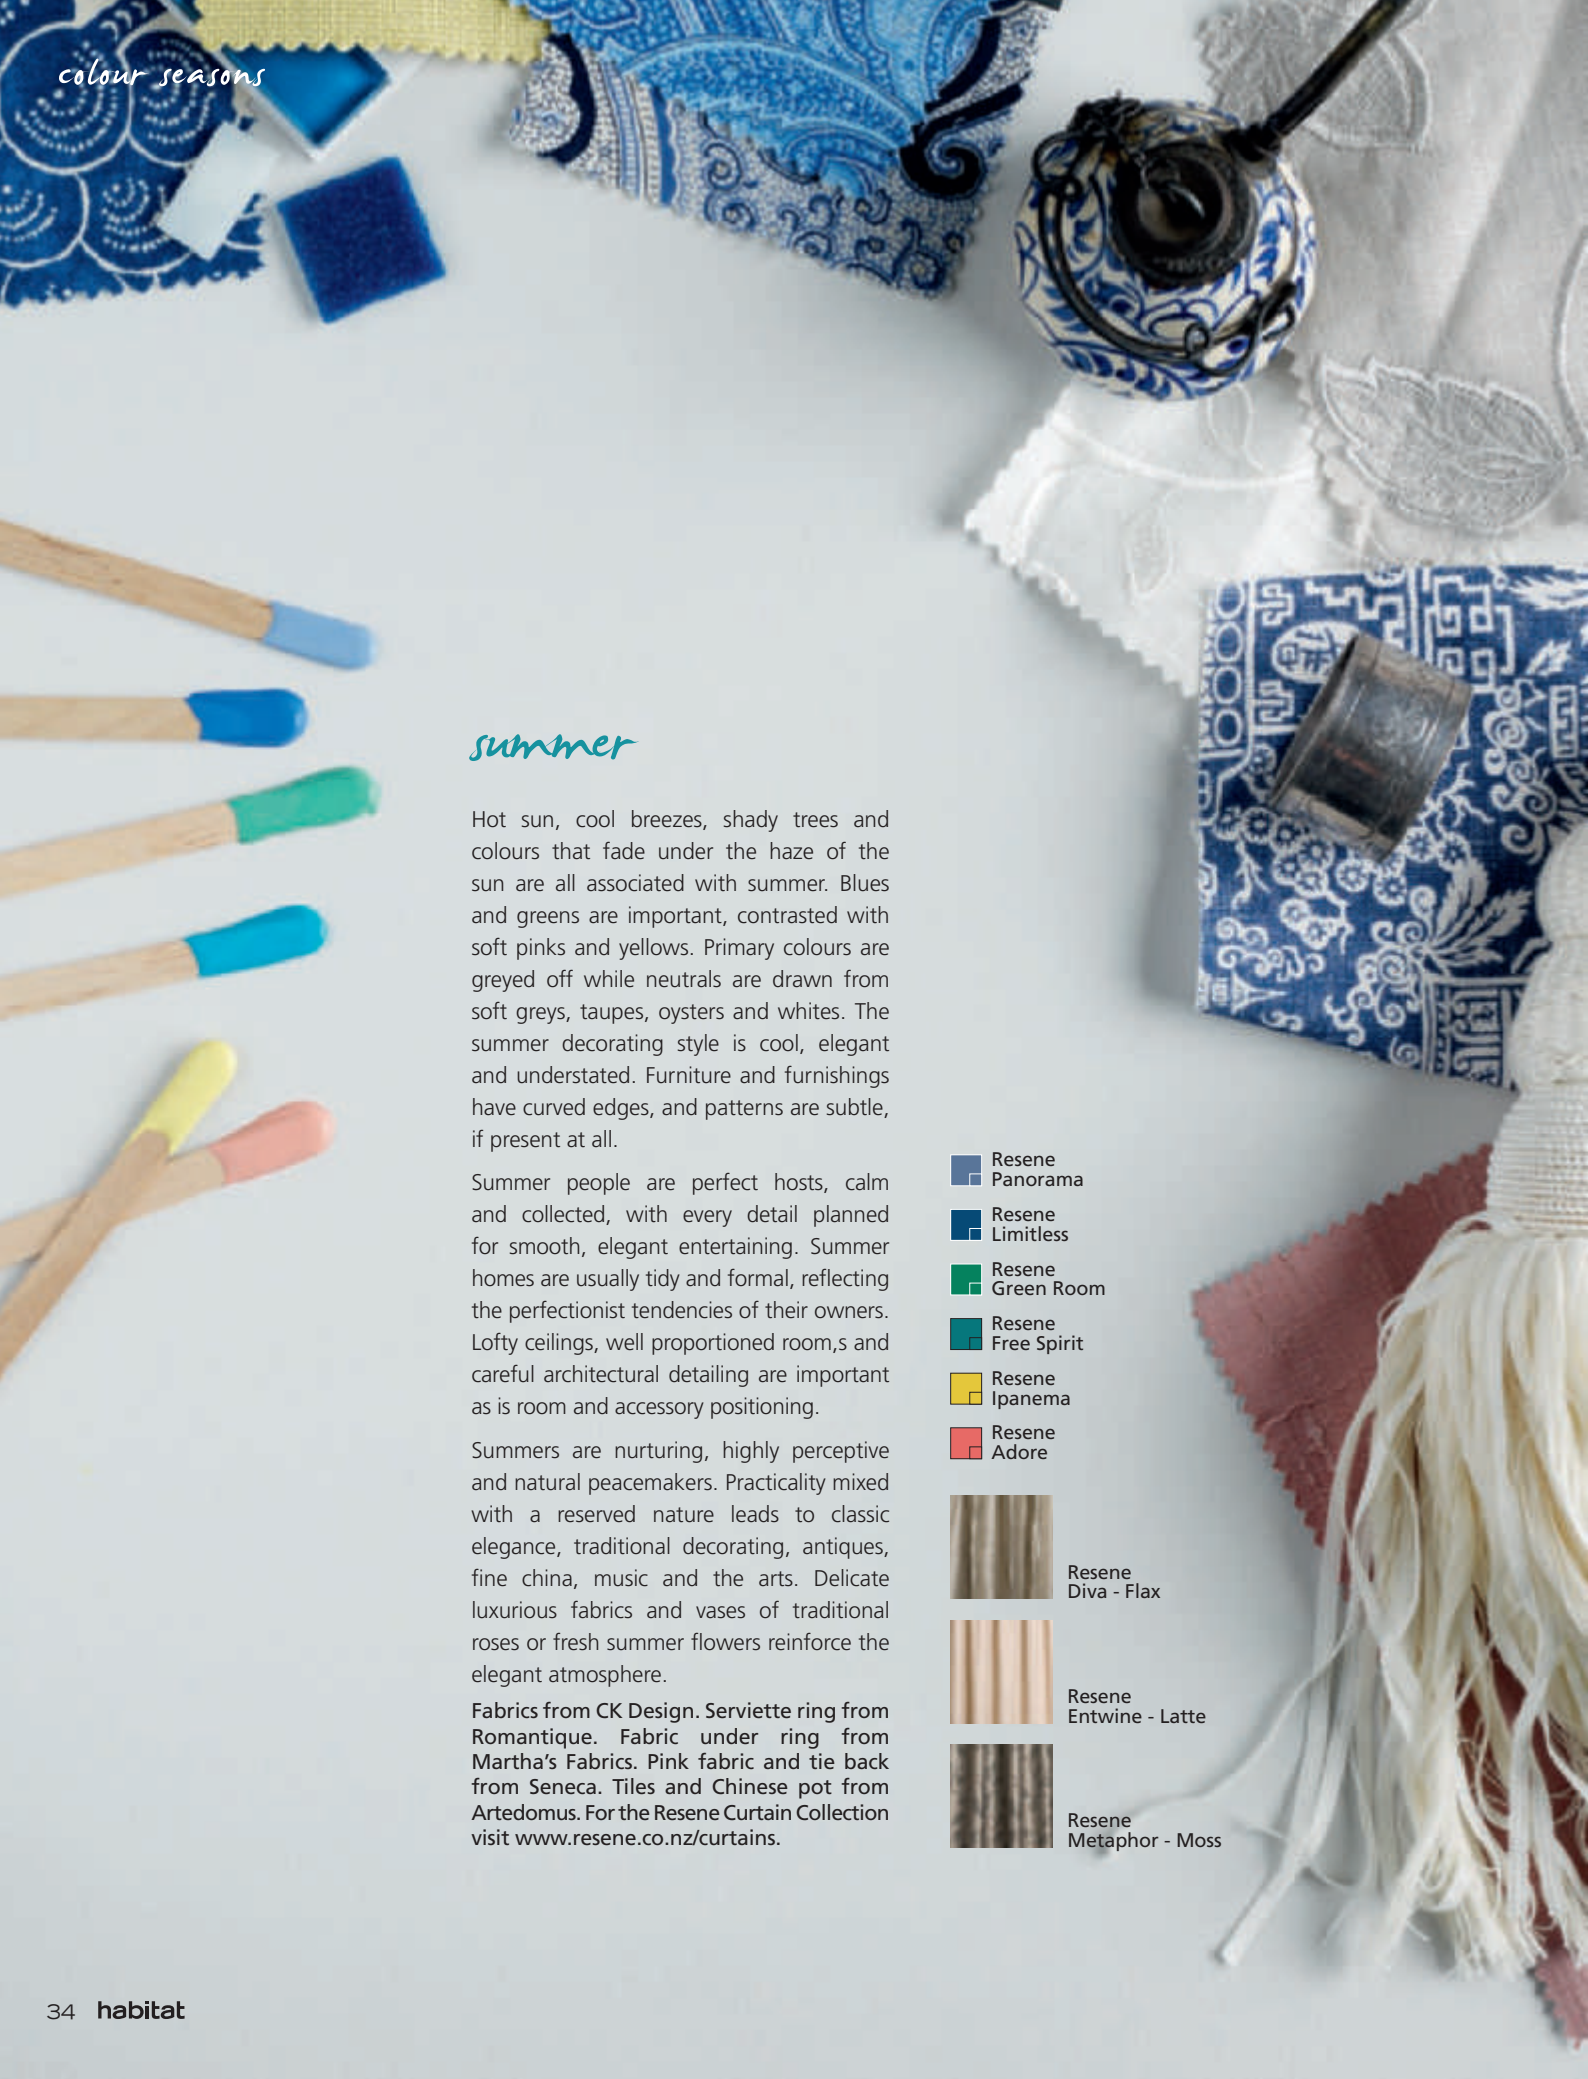 colour seasons
summer
Hot sun, cool breezes, shady trees and
colours that fade under the haze of the
sun are all associated with summer. Blues
and greens are important, contrasted with
soft pinks and yellows. Primary colours are
greyed off while neutrals are drawn from
soft greys, taupes, oysters and whites. The
summer decorating style is cool, elegant
and understated. Furniture and furnishings
have curved edges, and patterns are subtle,
if present at all.
Summer people are perfect hosts, calm
and collected, with every detail planned
for smooth, elegant entertaining. Summer
homes are usually tidy and formal, reflecting
the perfectionist tendencies of their owners.
Lofty ceilings, well proportioned room,s and
careful architectural detailing are important
as is room and accessory positioning.
Summers are nurturing, highly perceptive
and natural peacemakers. Practicality mixed
with a reserved nature leads to classic
elegance, traditional decorating, antiques,
fine china, music and the arts. Delicate
luxurious fabrics and vases of traditional
roses or fresh summer flowers reinforce the
elegant atmosphere.
Fabrics from CK Design. Serviette ring from
Romantique. Fabric under ring from
Martha's Fabrics. Pink fabric and tie back
from Seneca. Tiles and Chinese pot from
Artedomus. For the Resene Curtain Collection
visit www.resene.co.nz/curtains.
Resene
Panorama
Resene
Limitless
Resene
Green Room
Resene
Free Spirit
Resene
Ipanema
Resene
Adore
Resene
Diva - Flax
Resene
Entwine - Latte
Resene
Metaphor - Moss
34 habitat